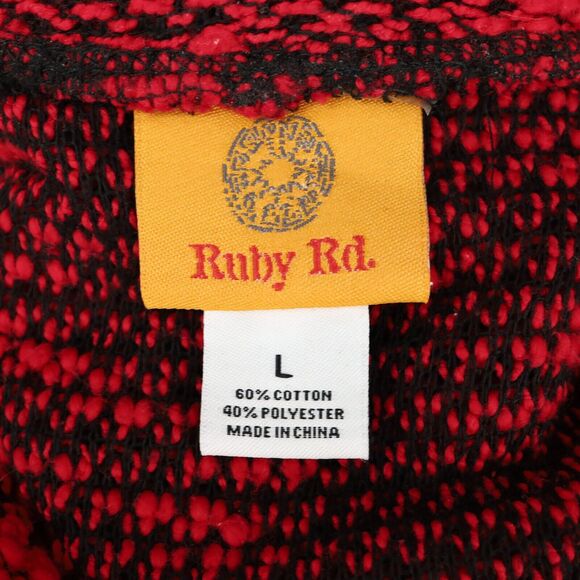 Ruby Rd.
L
60% COTTON
40% POLYESTER
MADE IN CHINA